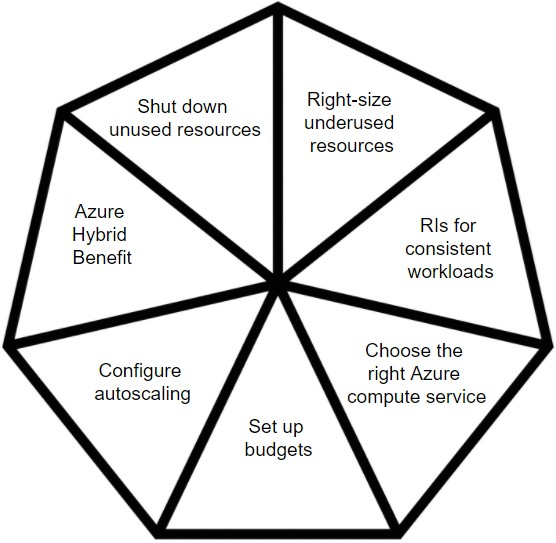 Shut down
unused resources
Right-size
underused
resources
Azure
Hybrid
Benefit
RIs for
consistent
workloads
Configure
autoscaling
Choose the
right Azure
compute service
Set up
budgets